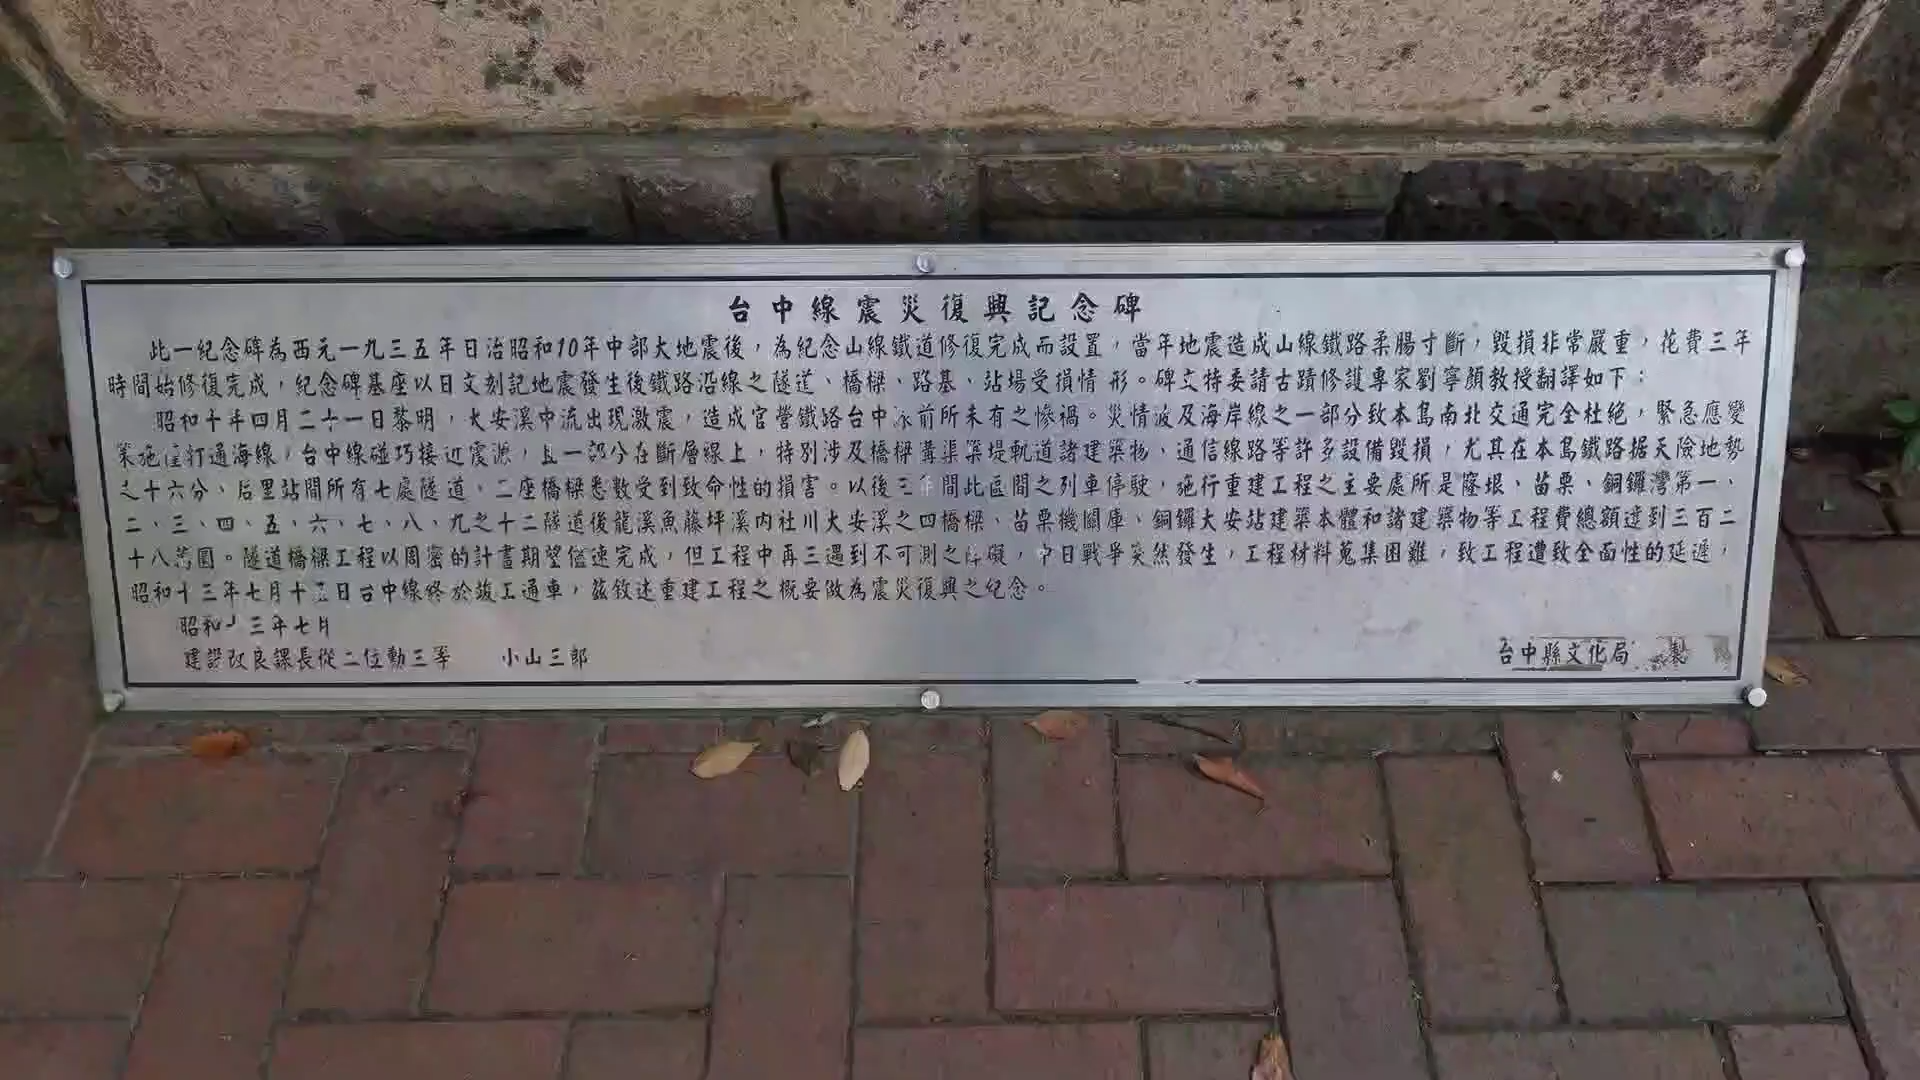 台中線震災復興記念碑
此一紀念碑為西元一九三五年日治昭和10年中部大地震後，為紀念山線鐵道修復完成而設置，當年地震造成山線鐵路柔腸寸斷，毀損非常嚴重，花費三年
時間始修復完成，紀念碑基座以日文刻記地震發生後鐵路沿線之隧道、橋樑、路基、站場受損情形。碑文特委請古蹟修護專家劉寧顏教授翻譯如下：
昭和十年四月二十一日黎明，大安溪中流出現激震，造成官營鐵路台中 前所未有之慘禍。災情波及海岸線之一部分致本島南北交通完全杜絕，緊急應變
策施 打通海線，台中線碰巧接近震源，且一部分在斷層線上，特別涉及橋樑溝渠築堤軌道諸建築物，通信線路等許多設備毀損，尤其在本島鐵路据天險地勢
之十六分、后里站間所有七處隧道、二座橋樑悉數受到致命性的損害。以後三年間此區間之列車停駛，施行重建工程之主要處所是 垠、苗栗、銅鑼灣第一、
二、三、四、五、六、七、八、九之十二隧道後龍溪魚藤坪溪內社川大安溪之四橋樑、苗栗機關庫、銅鑼大安站建築本體和諸建築物等工程費總額達到三百二
十八萬圓。隧道橋樑工程以周密的計畫期望儘速完成，但工程中再三遇到不可測之障礙，中日戰爭突然發生，工程材料蒐集困難，致工程遭致全面性的延遲，
昭和十三年七月十三日台中線終於竣工通車，茲敘述重建工程之概要做為震災復興之紀念。
昭和十三年七月
建設改良課長從二位勳三等 小山三郎
台中縣文化局 製